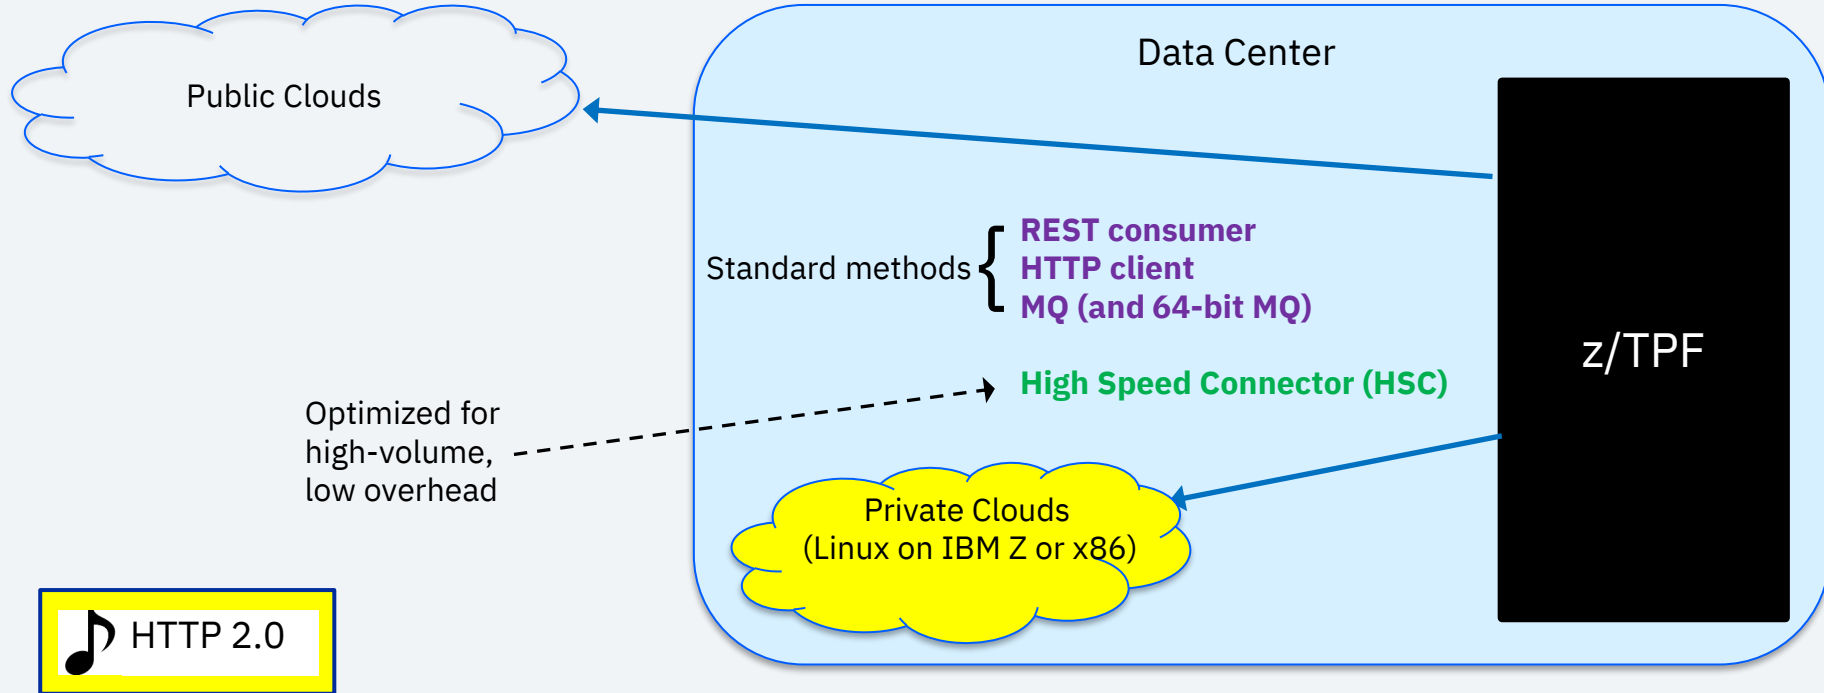 Data Center
Public Clouds
REST consumer
Standard methods {
HTTP client
MQ (and 64-bit MQ)
z/TPF
High Speed Connector (HSC)
Optimized for
high-volume,
low overhead
Private Clouds
(Linux on IBM Z or x86)
HTTP 2.0